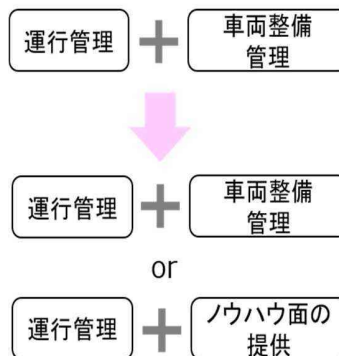 運行管理
車両整備
管理
運行管理
車両整備
管理
or
運行管理
ノウハウ面の
提供